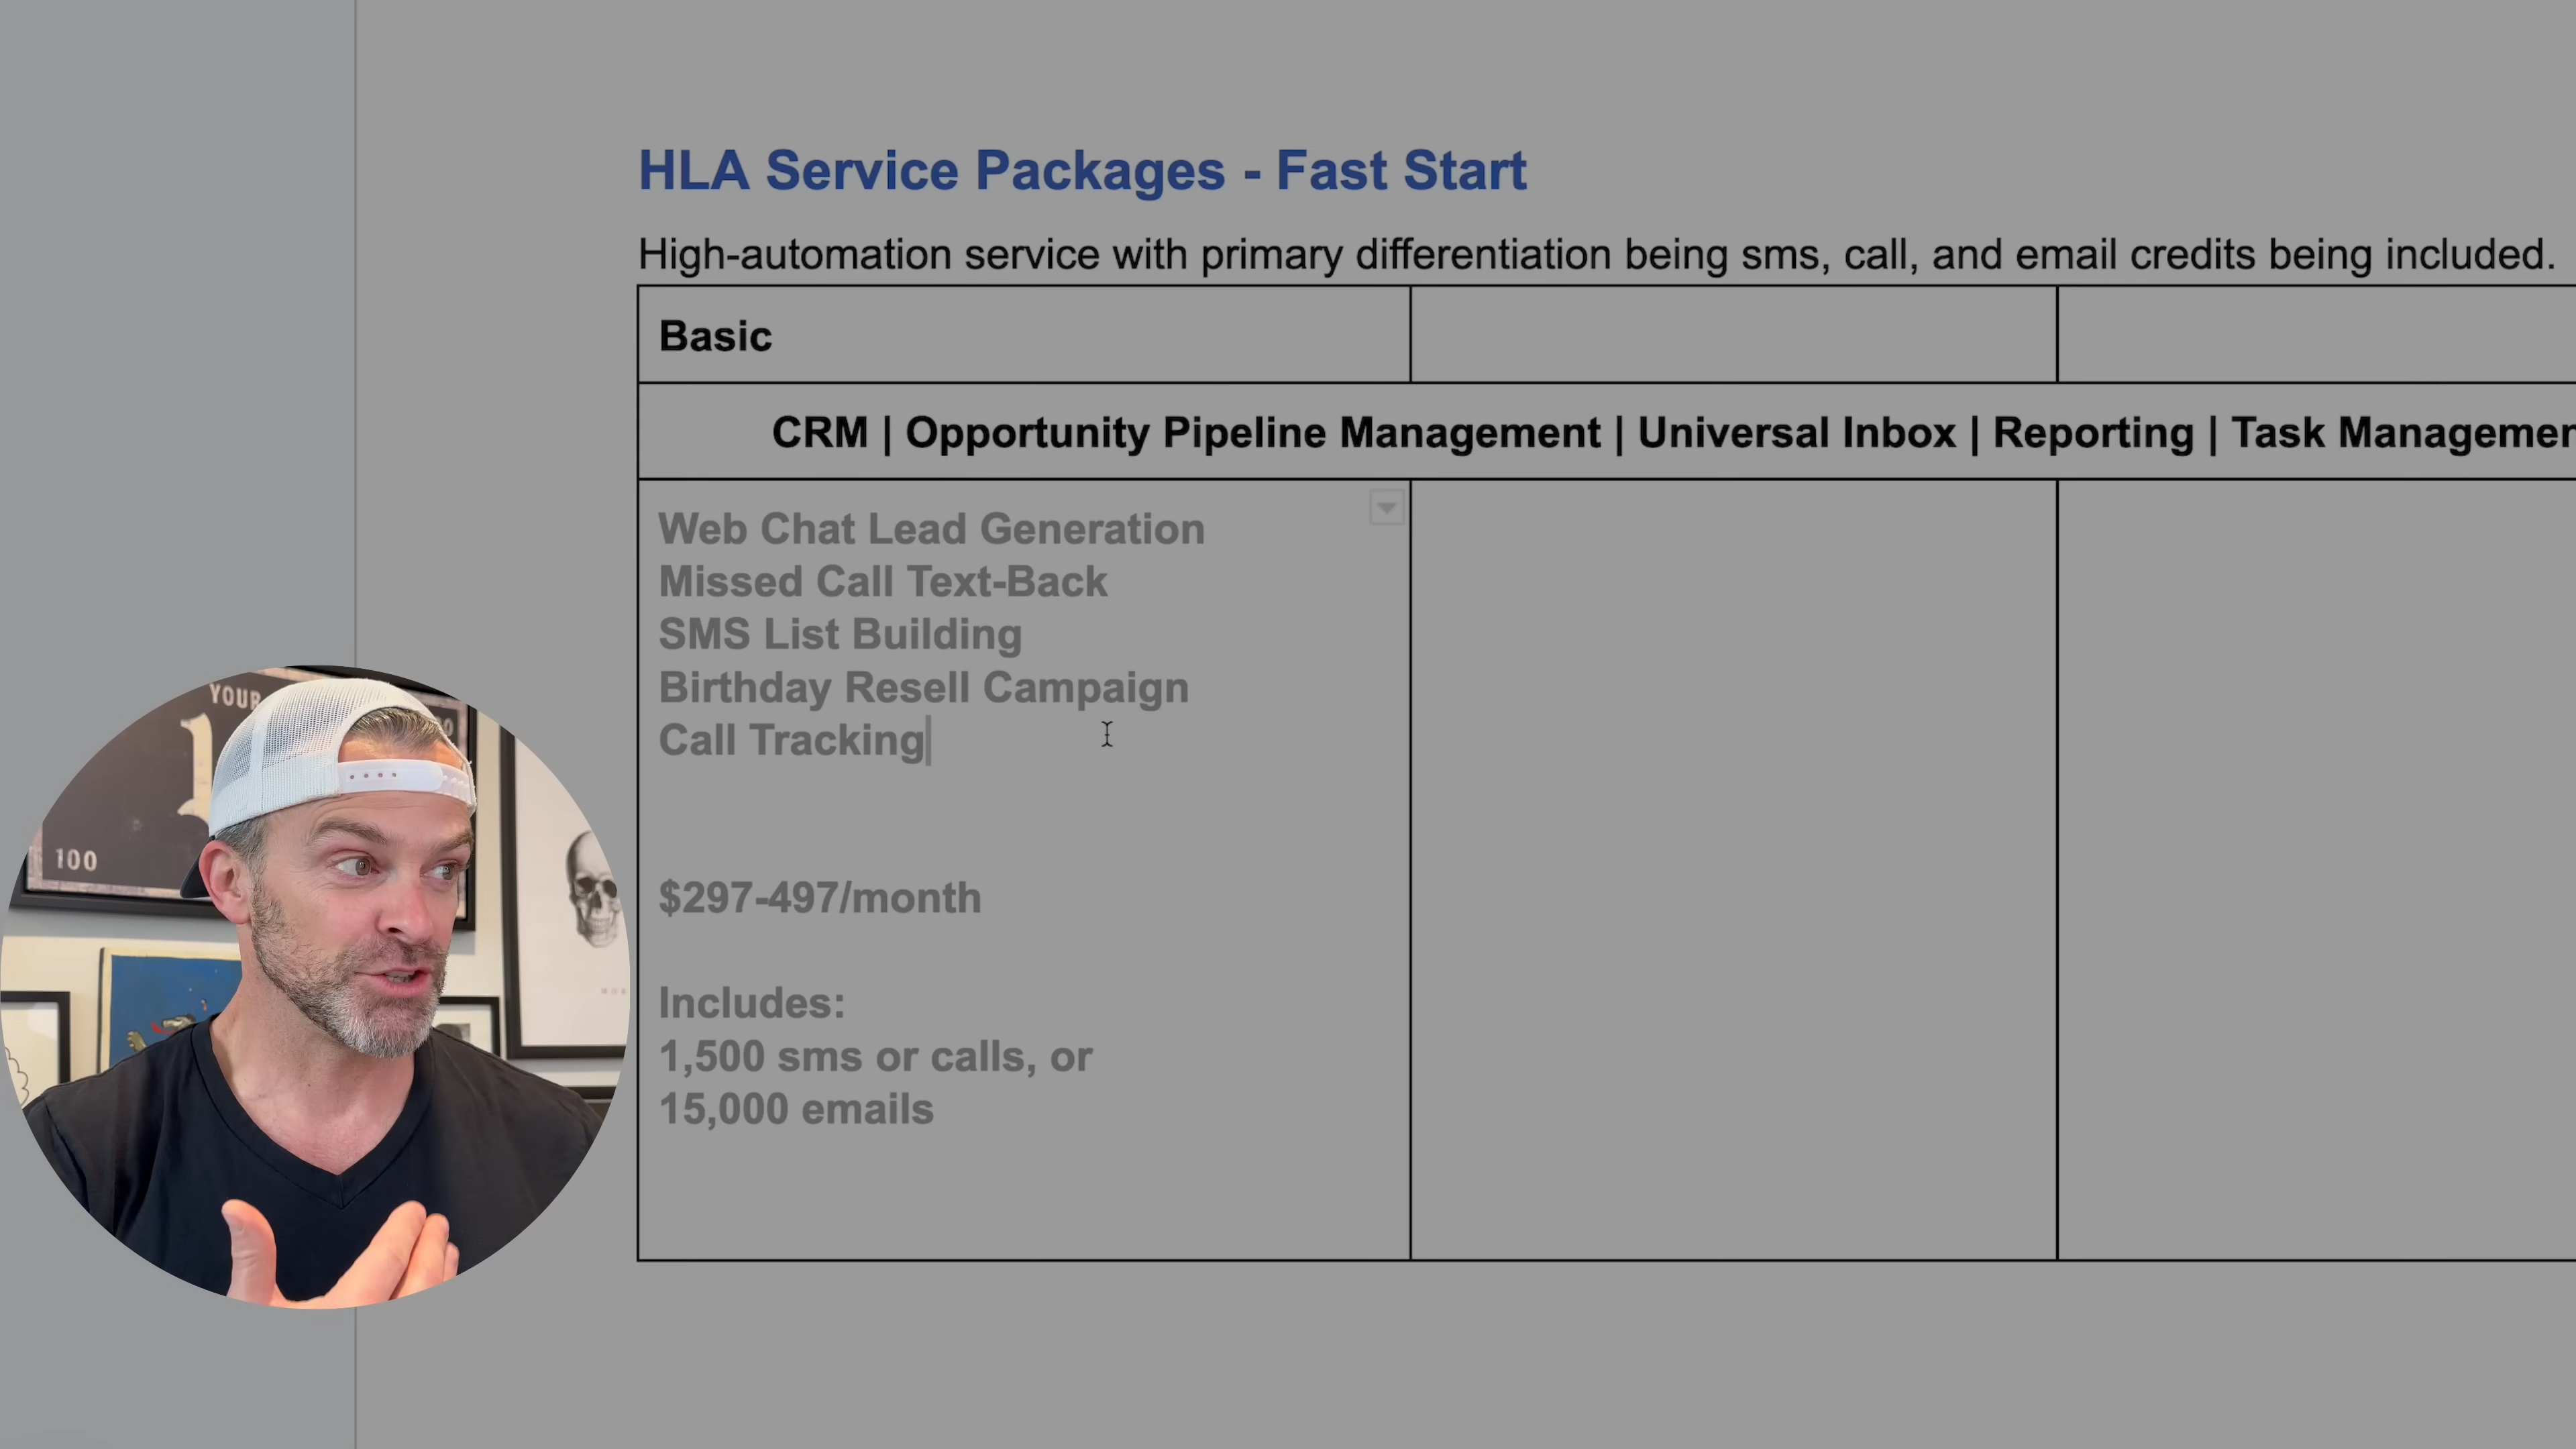 HLA Service Packages - Fast Start
High-automation service with primary differentiation being sms, call, and email credits being included.
Basic
CRM | Opportunity Pipeline Management | Universal Inbox | Reporting | Task Managemen
Web Chat Lead Generation
Missed Call Text-Back
SMS List Building
Birthday Resell Campaign
Call Tracking
$297-497/month
Includes:
1,500 sms or calls, or
15,000 emails
YOUR
100